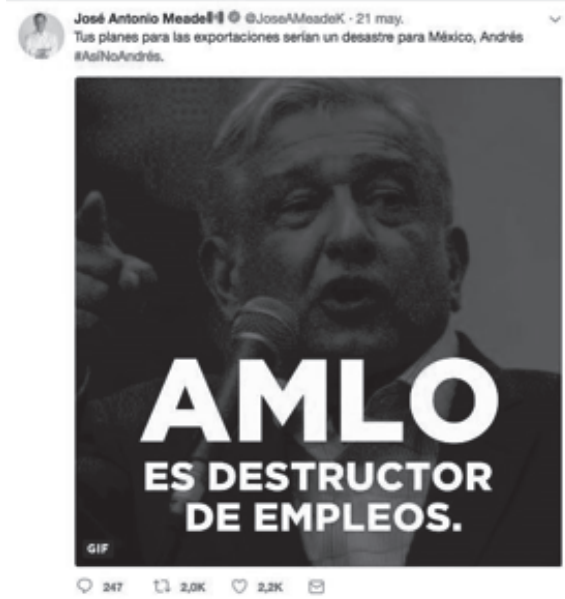 José Antonio Meade @JoseAMeadeK · 21 may.
Tus planes para las exportaciones serían un desastre para México, Andrés
#AsíNoAndrés.
AMLO
ES DESTRUCTOR
DE EMPLEOS.
GIF
247 2,0K 2,2K